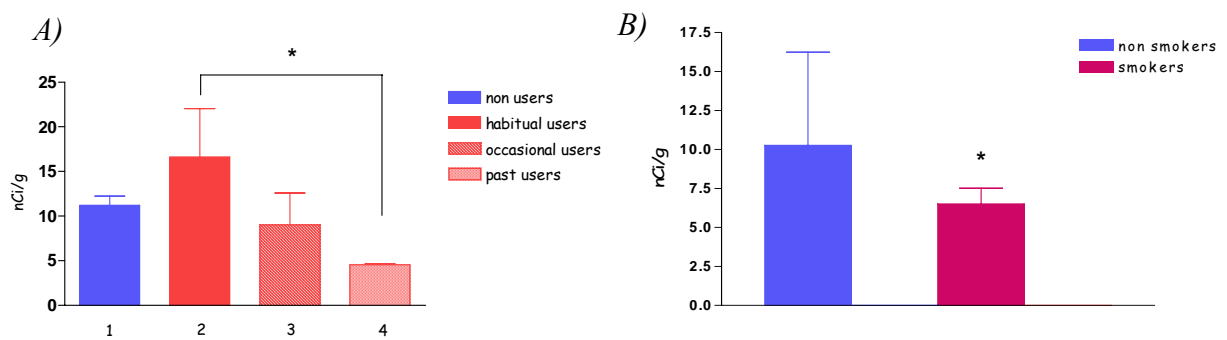 A)
*
25
20
15
10
5
0
nCi/g
1 2 3 4
non users
habitual users
occasional users
past users
B)
17.5
15.0
12.5
10.0
7.5
5.0
2.5
0.0
nCi/g
*
non smokers
smokers